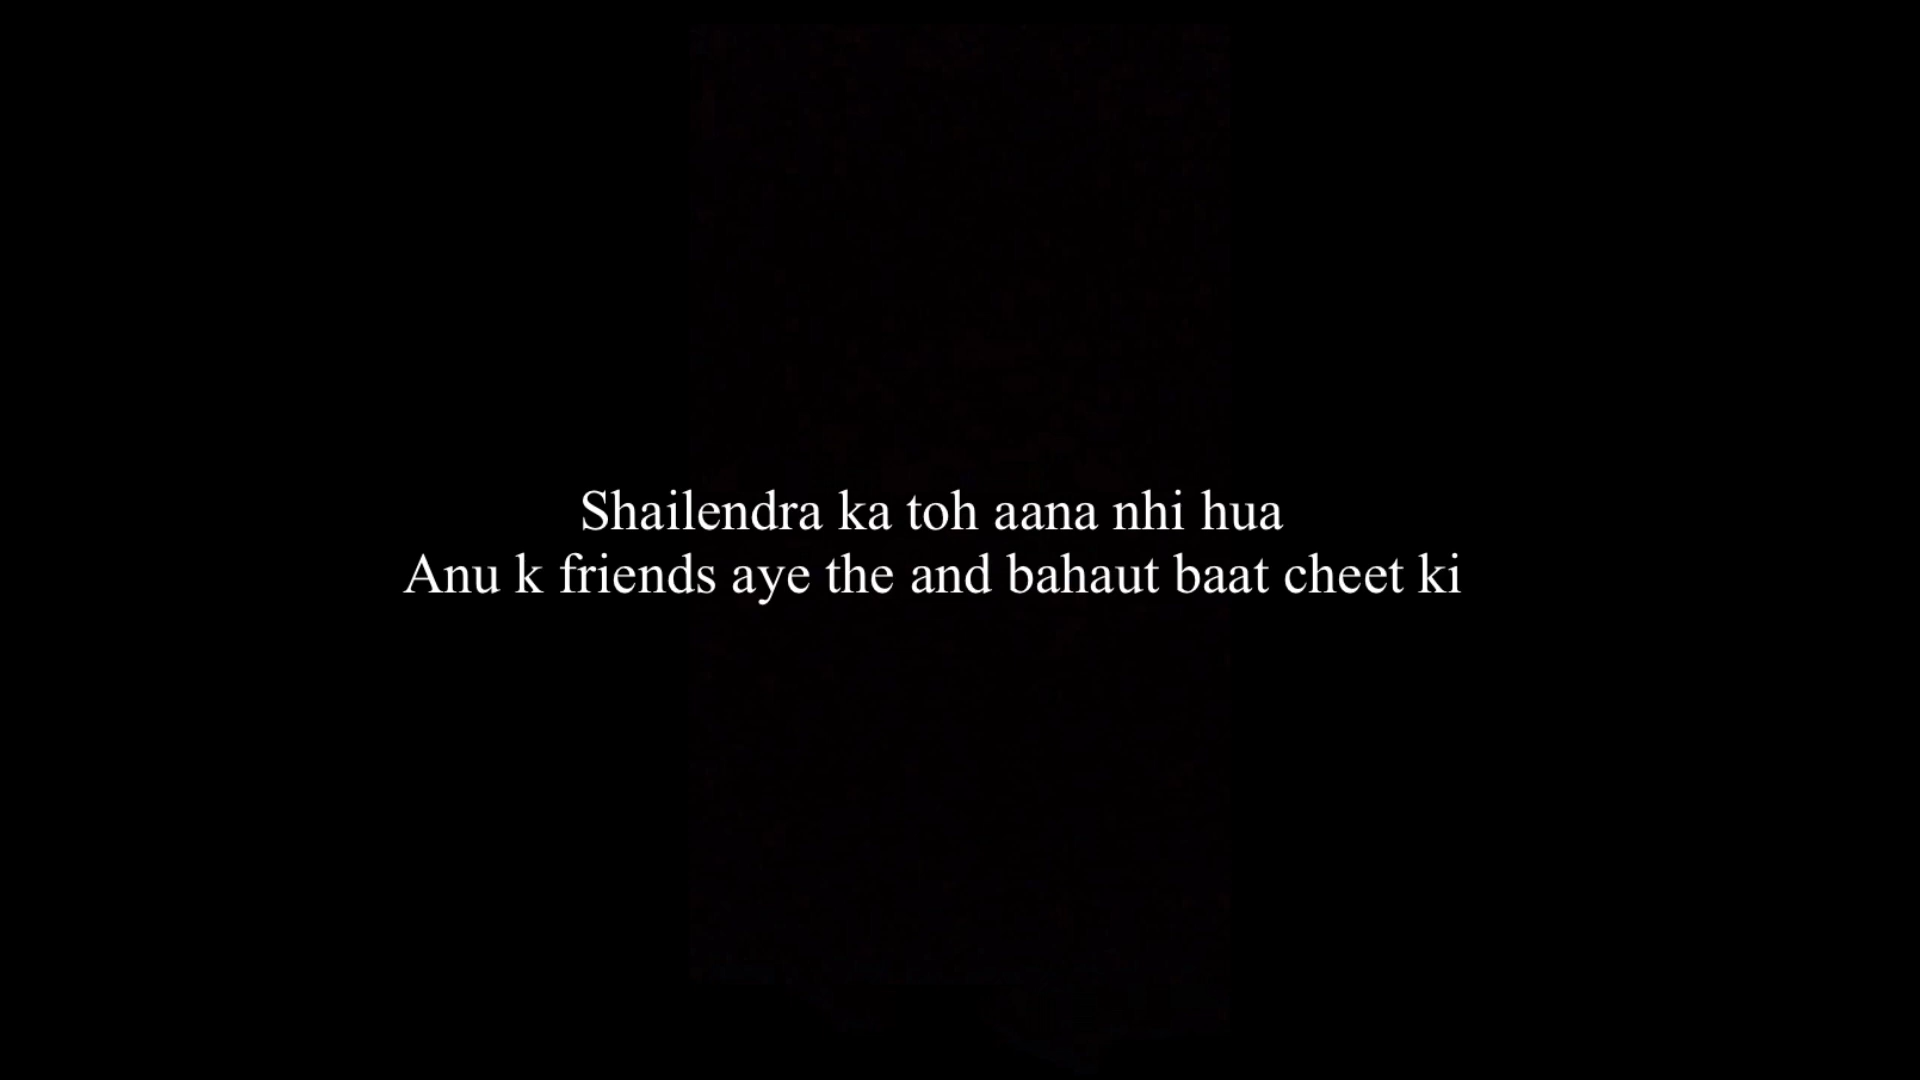 Shailendra ka toh aana nhi hua
Anu k friends aye the and bahaut baat cheet ki